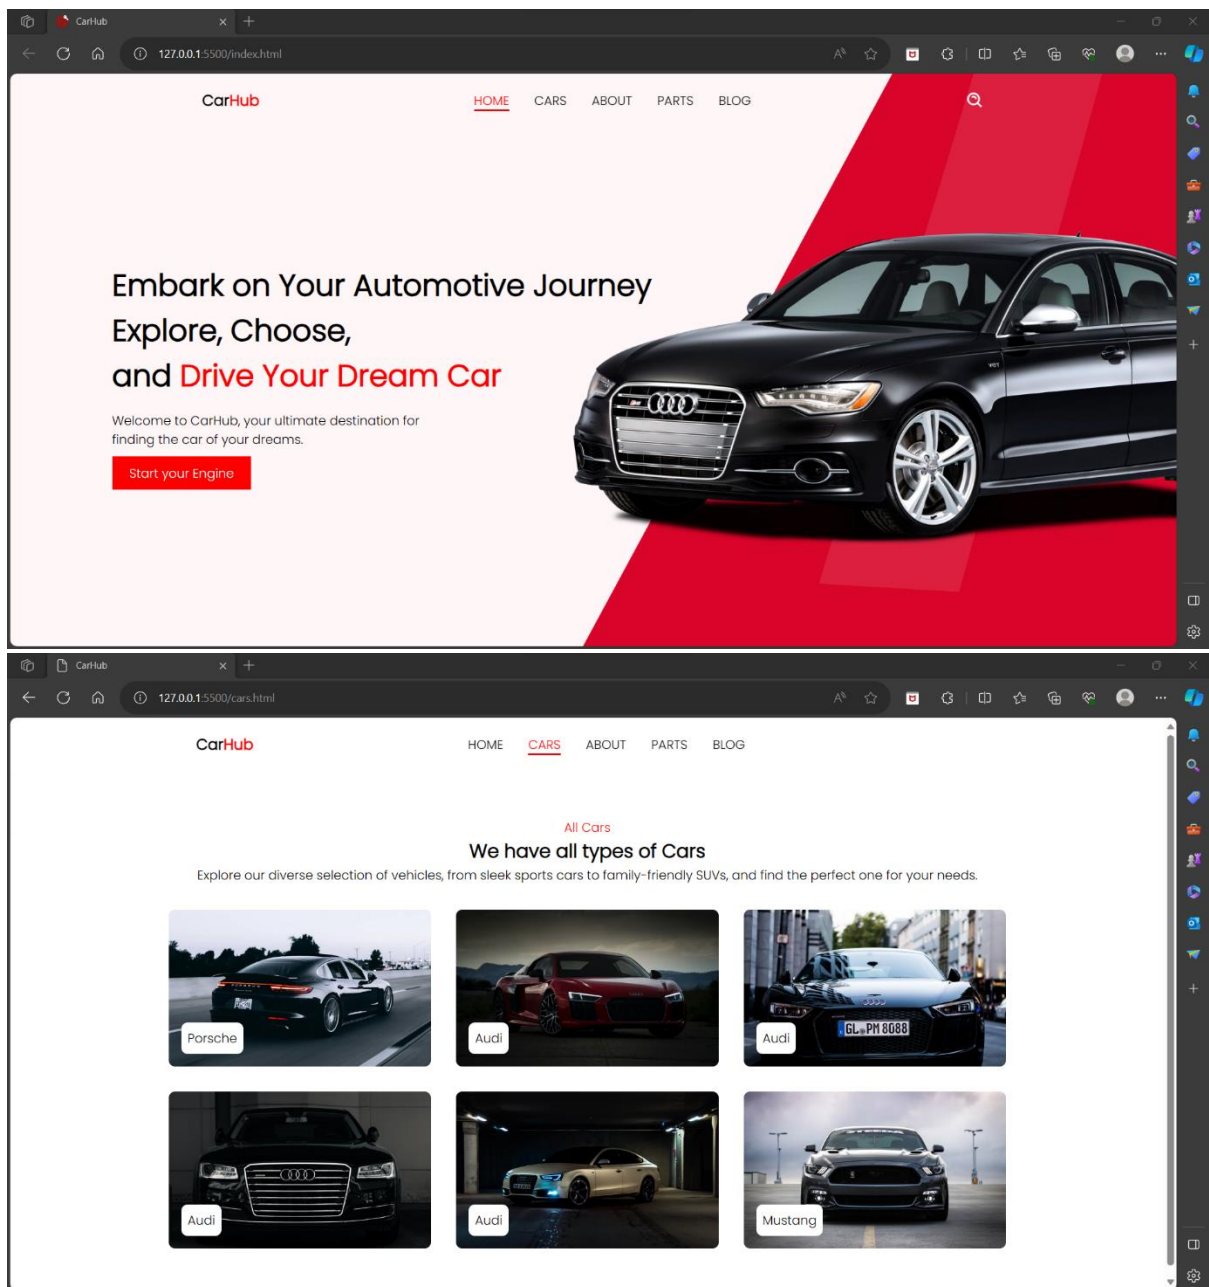 CarHub
127.0.0.1:5500/index.html
CarHub
HOME CARS ABOUT PARTS BLOG
Embark on Your Automotive Journey
Explore, Choose,
and Drive Your Dream Car
Welcome to CarHub, your ultimate destination for
finding the car of your dreams.
Start your Engine
CarHub
127.0.0.1:5500/cars.html
CarHub
HOME CARS ABOUT PARTS BLOG
All Cars
We have all types of Cars
Explore our diverse selection of vehicles, from sleek sports cars to family-friendly SUVs, and find the perfect one for your needs.
Porsche
Audi
GL PM 8088
Audi
Audi
Audi
Mustang